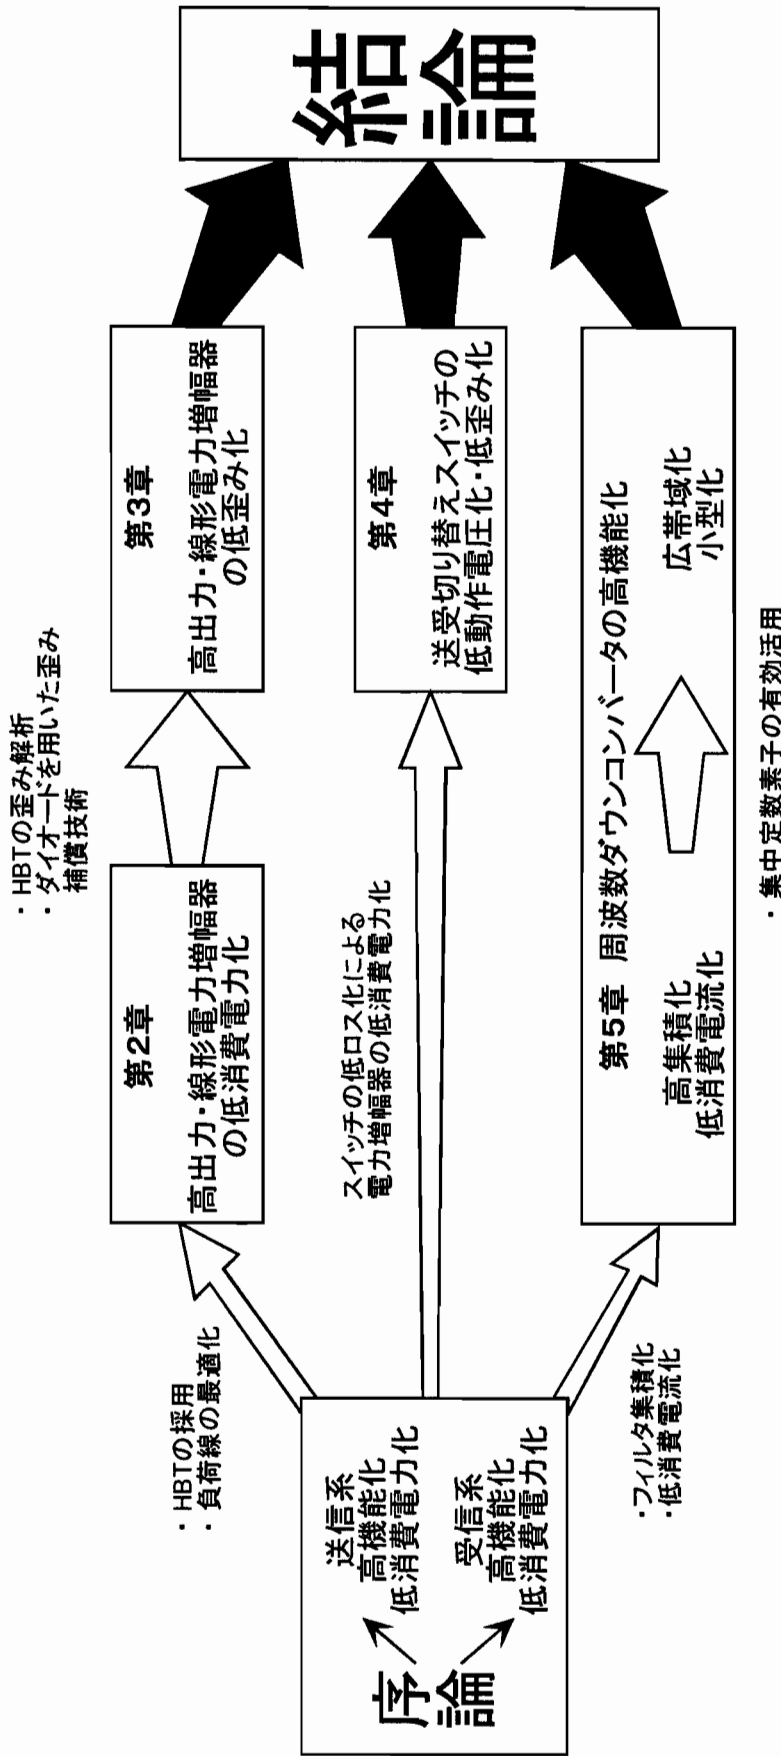 序論
送信系
高機能化
低消費電力化
受信系
高機能化
低消費電力化
・ HBTの採用
・ 負荷線の最適化
第2章
高出力・線形電力増幅器
の低消費電力化
・ HBTの歪み解析
・ ダイオードを用いた歪み
補償技術
第3章
高出力・線形電力増幅器
の低歪み化
スイッチの低ロス化による
電力増幅器の低消費電力化
第4章
送受切り替えスイッチの
低動作電圧化・低歪み化
・フィルタ集積化
・低消費電流化
第5章 周波数ダウンコンバータの高機能化
高集積化
低消費電流化
広帯域化
小型化
・ 集中定数素子の有効活用
結論